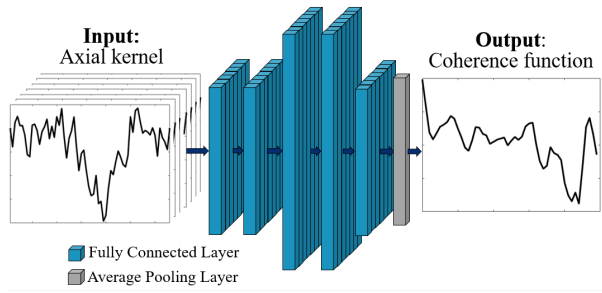 Input:
Axial kernel
Output:
Coherence function
Fully Connected Layer
Average Pooling Layer